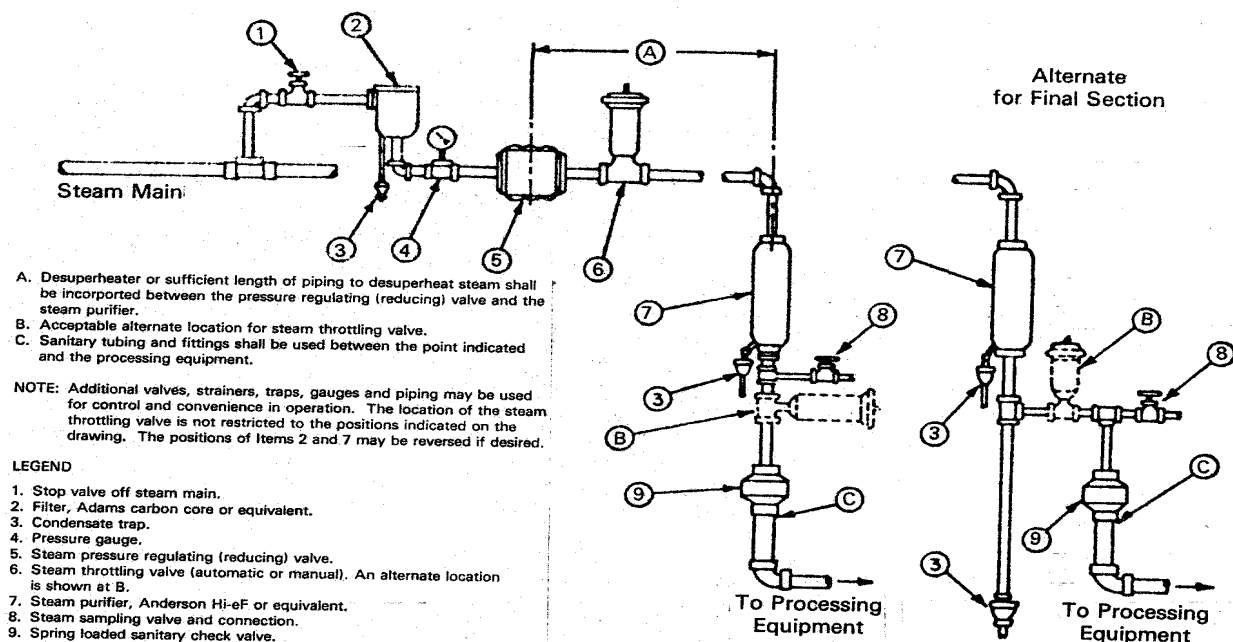 1
2
A
Alternate
for Final Section
Steam Main
3
4
5
6
7
8
3
B
9
C
To Processing
Equipment
7
B
8
3
C
9
3
To Processing
Equipment
A. Desuperheater or sufficient length of piping to desuperheat steam shall
be incorported between the pressure regulating (reducing) valve and the
steam purifier.
B. Acceptable alternate location for steam throttling valve.
C. Sanitary tubing and fittings shall be used between the point indicated
and the processing equipment.
NOTE: Additional valves, strainers, traps, gauges and piping may be used
for control and convenience in operation. The location of the steam
throttling valve is not restricted to the positions indicated on the
drawing. The positions of Items 2 and 7 may be reversed if desired.
LEGEND
1. Stop valve off steam main.
2. Filter, Adams carbon core or equivalent.
3. Condensate trap.
4. Pressure gauge.
5. Steam pressure regulating (reducing) valve.
6. Steam throttling valve (automatic or manual). An alternate location
is shown at B.
7. Steam purifier, Anderson Hi-eF or equivalent.
8. Steam sampling valve and connection.
9. Spring loaded sanitary check valve.